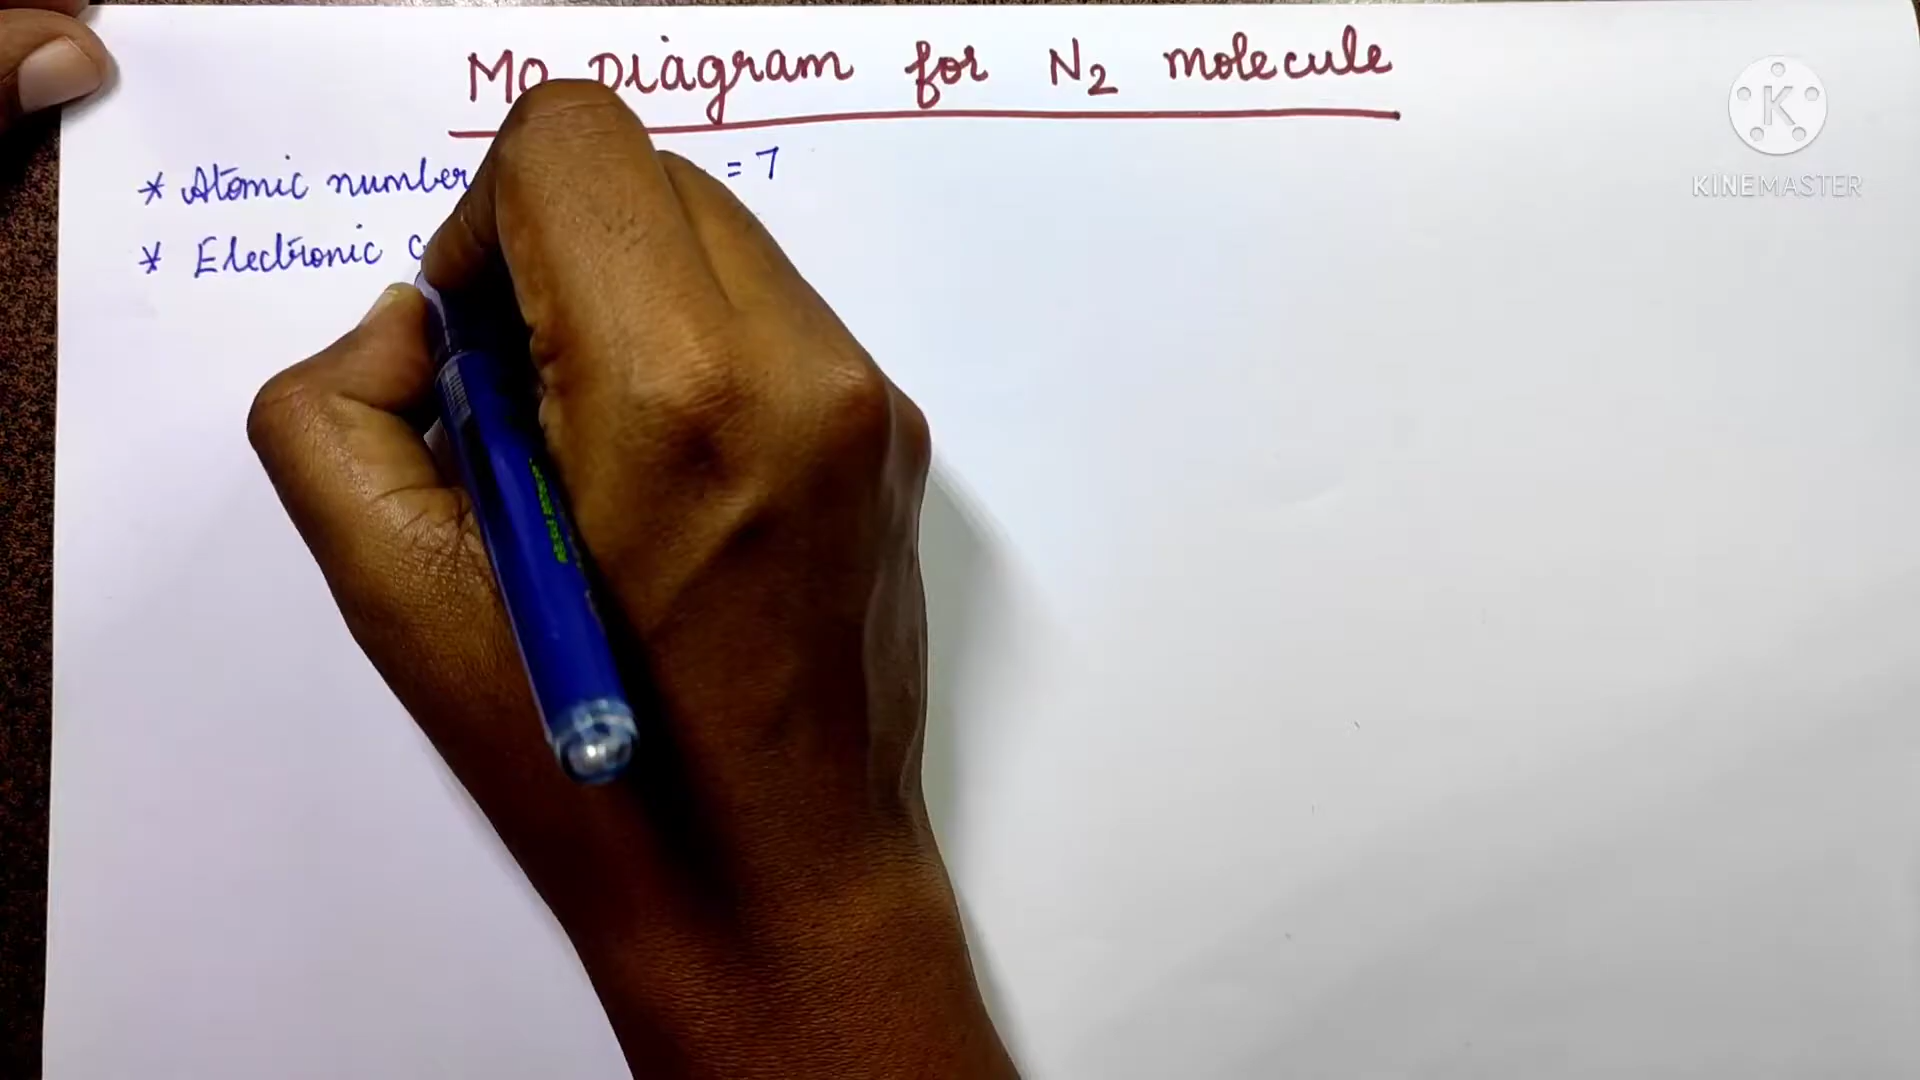 MO Diagram for N2 molecule
K
KINEMASTER
* Atomic number = 7
* Electronic